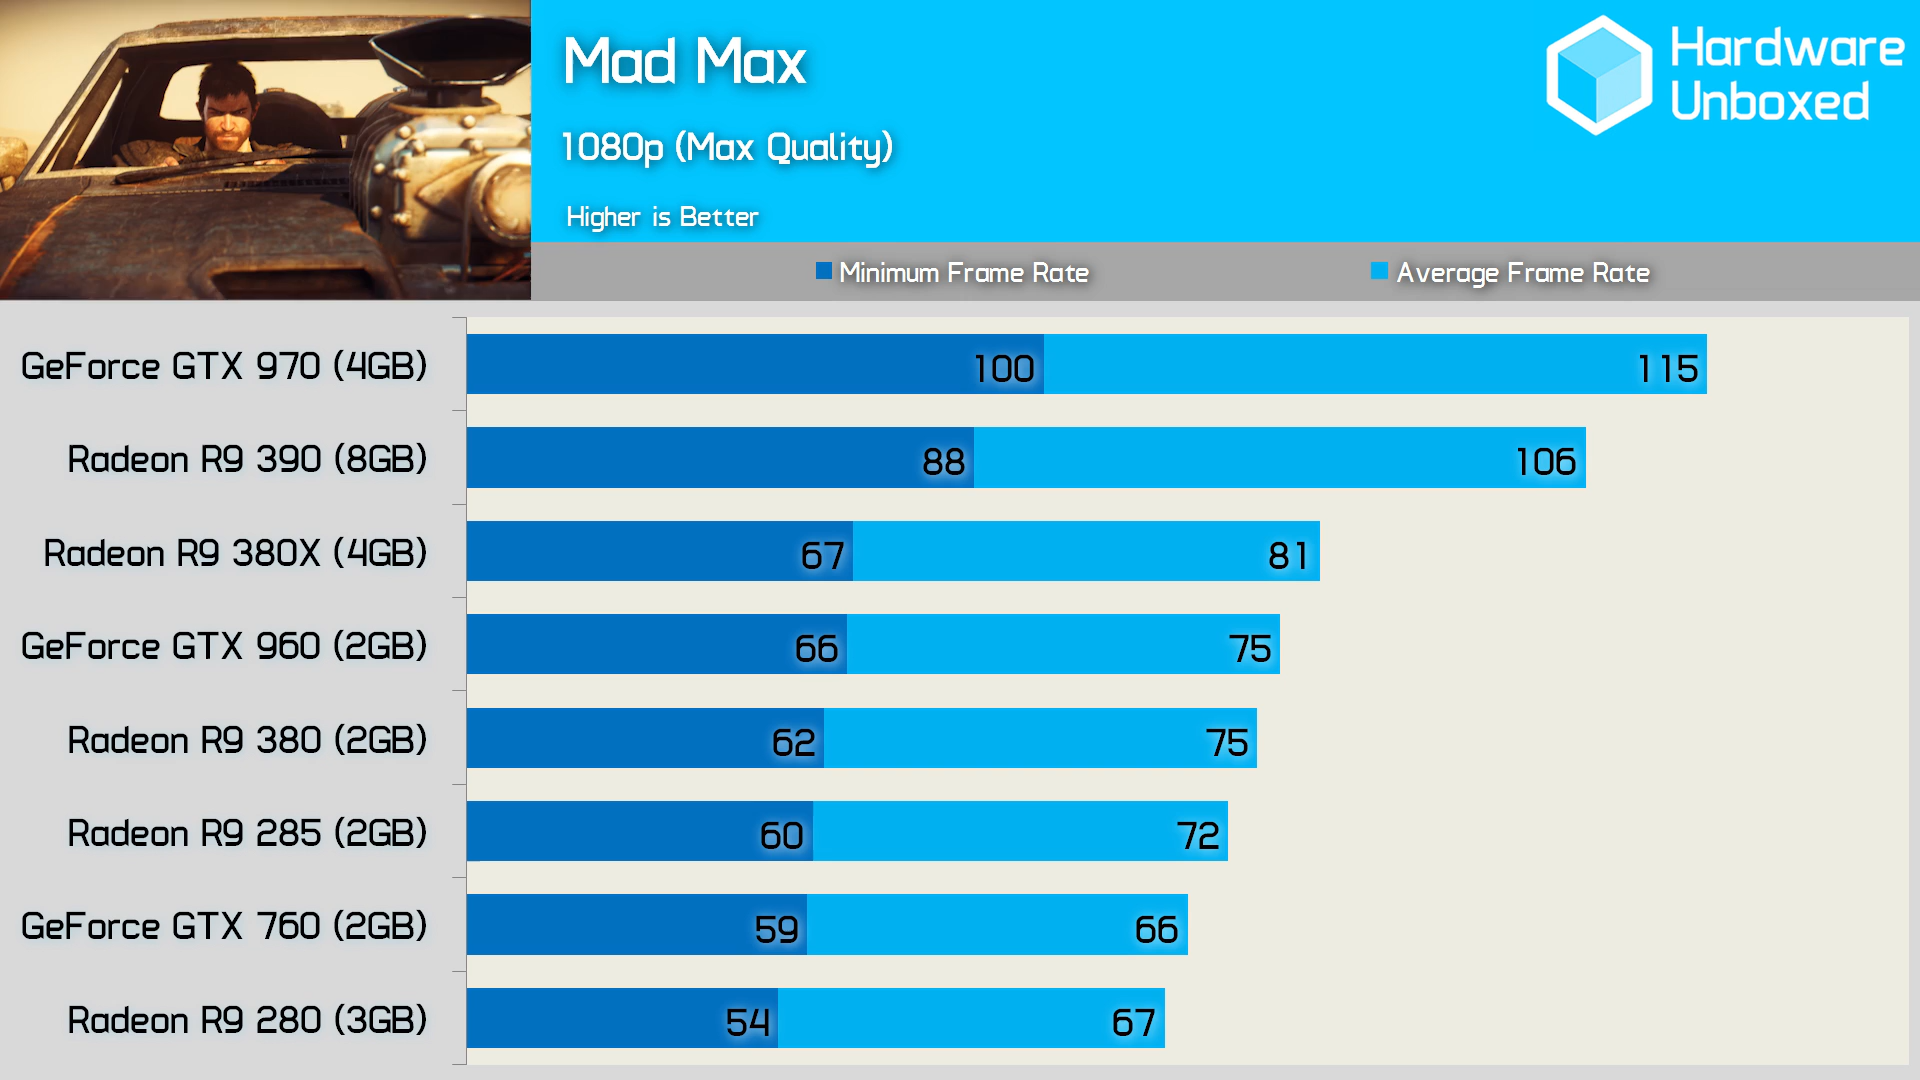 Mad Max
Hardware
Unboxed
1080p (Max Quality)
Higher is Better
Minimum Frame Rate
Average Frame Rate
GeForce GTX 970 (4GB) 100 115
Radeon R9 390 (8GB) 88 106
Radeon R9 380X (4GB) 67 81
GeForce GTX 960 (2GB) 66 75
Radeon R9 380 (2GB) 62 75
Radeon R9 285 (2GB) 60 72
GeForce GTX 760 (2GB) 59 66
Radeon R9 280 (3GB) 54 67